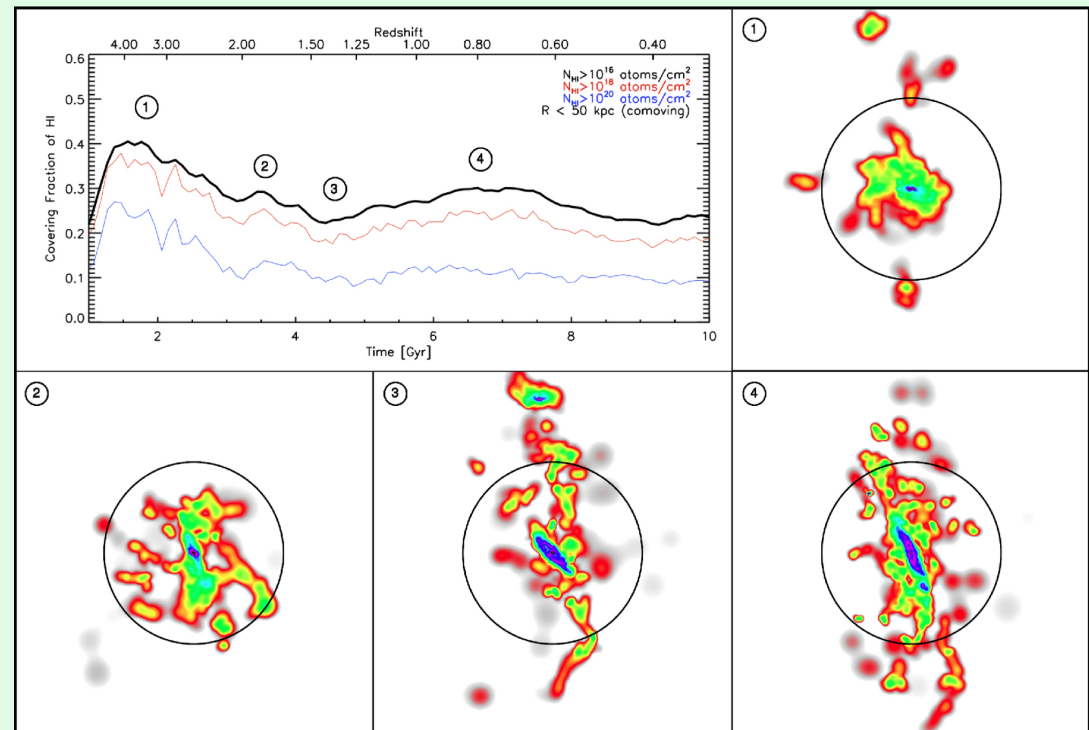 Redshift
4.00 3.00 2.00 1.50 1.25 1.00 0.80 0.60 0.40
0.6
0.5
0.4
0.3
0.2
0.1
0.0
Covering Fraction of HI
N_HI>10^16 atoms/cm^2
N_HI>10^18 atoms/cm^2
N_HI>10^20 atoms/cm^2
R < 50 kpc (comoving)
1
2
3
4
2 4 6 8 10
Time [Gyr]
1
2
3
4